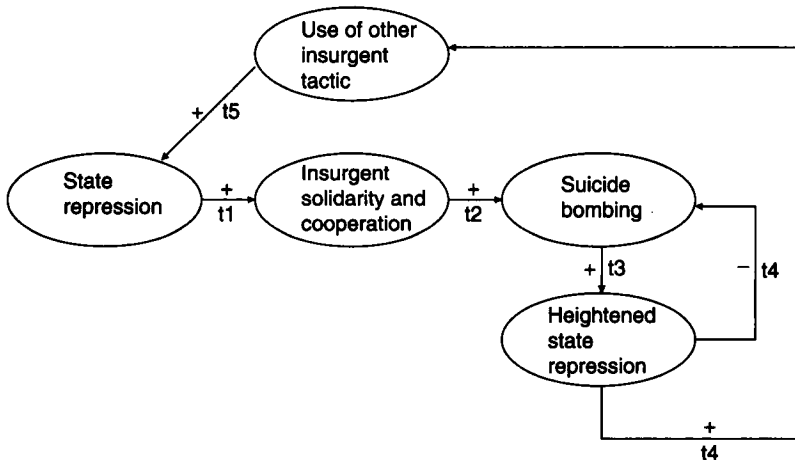 Use of other
insurgent
tactic
+
t5
State
repression
+
t1
Insurgent
solidarity and
cooperation
+
t2
Suicide
bombing
+
t3
−
t4
Heightened
state
repression
+
t4